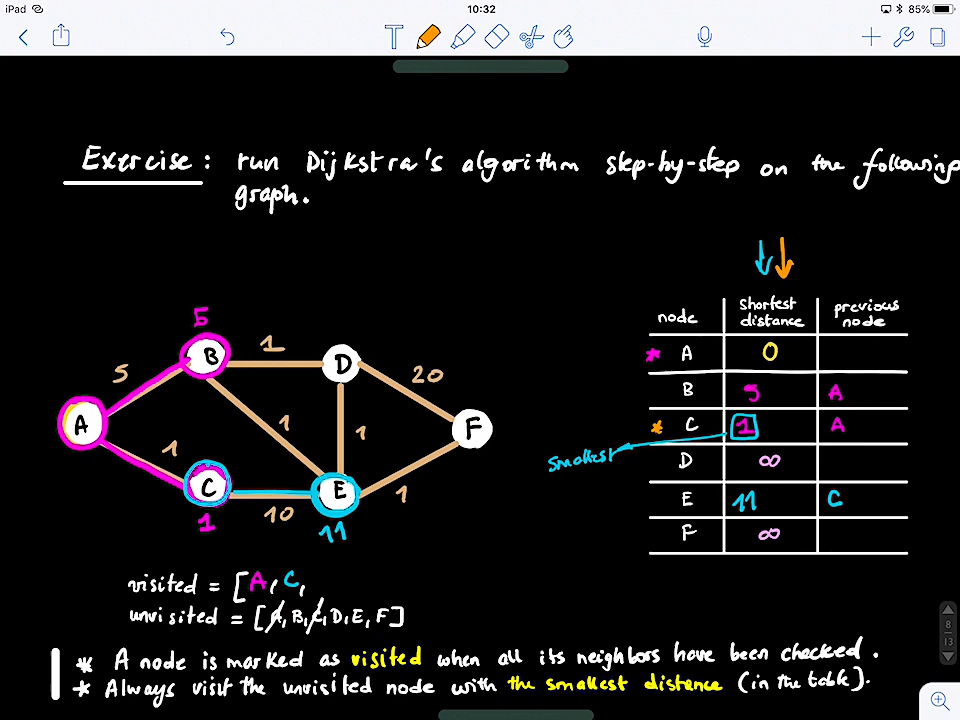 iPad 10:32 85%
Exercise : run Dijkstra's algorithm step-by-step on the following
graph.
node Shortest distance previous node
* A 0
B 5 A
* C 1 A
smallest
D ∞
E 11 C
F ∞
5
B 1 D
5 20
A 1 1 F
1
C E
10 1
1 11
visited = [A, C,
unvisited = [A, B, C, D, E, F]
* A node is marked as visited when all its neighbors have been checked.
* Always visit the unvisited node with the smallest distance (in the table).
8
13